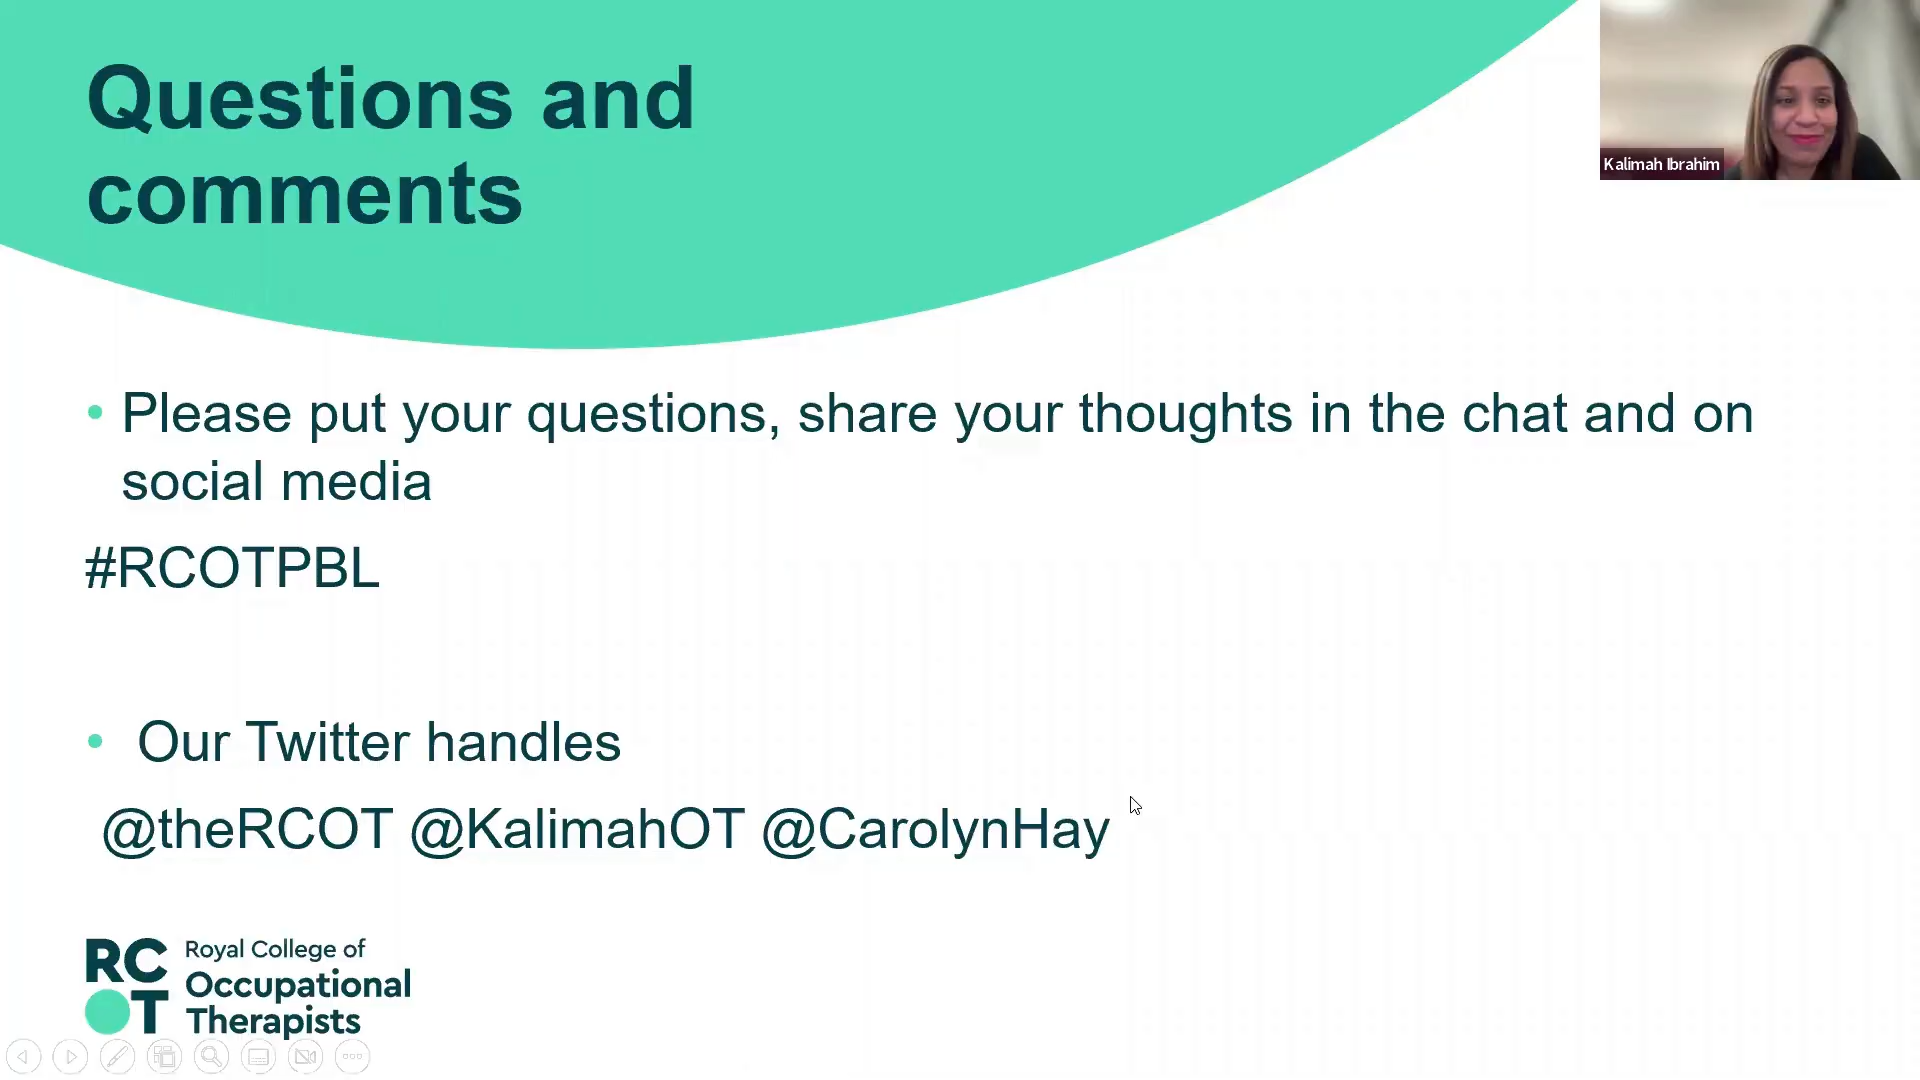 Questions and
comments
Kalimah Ibrahim
• Please put your questions, share your thoughts in the chat and on
social media
#RCOTPBL
• Our Twitter handles
@theRCOT @KalimahOT @CarolynHay
RC
OT
Royal College of
Occupational
Therapists